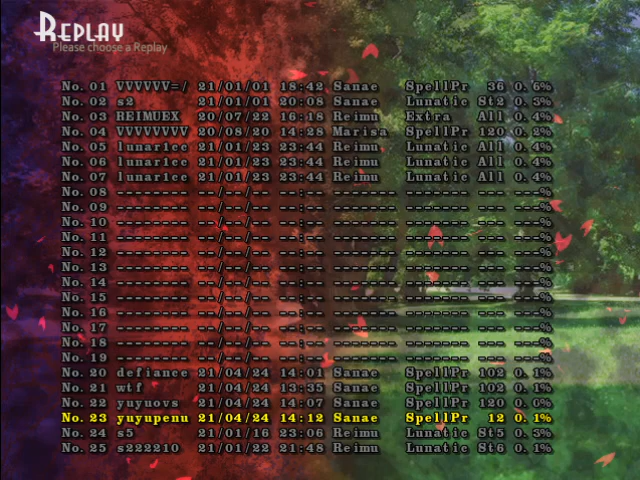 Replay
Please choose a Replay
No. 01 VVVVVV=/ 21/01/01 18:42 Sanae SpellPr 36 0.6%
No. 02 s2 21/01/01 20:08 Sanae Lunatic St2 0.3%
No. 03 REIMUEX 20/07/22 16:18 Reimu Extra All 0.4%
No. 04 VVVVVVVV 20/08/20 14:28 Marisa SpellPr 120 0.2%
No. 05 lunar1cc 21/01/23 23:44 Reimu Lunatic All 0.4%
No. 06 lunar1cc 21/01/23 23:44 Reimu Lunatic All 0.4%
No. 07 lunar1cc 21/01/23 23:44 Reimu Lunatic All 0.4%
No. 08 -------- --/--/-- --:-- ------ ------- --- ---%
No. 09 -------- --/--/-- --:-- ------ ------- --- ---%
No. 10 -------- --/--/-- --:-- ------ ------- --- ---%
No. 11 -------- --/--/-- --:-- ------ ------- --- ---%
No. 12 -------- --/--/-- --:-- ------ ------- --- ---%
No. 13 -------- --/--/-- --:-- ------ ------- --- ---%
No. 14 -------- --/--/-- --:-- ------ ------- --- ---%
No. 15 -------- --/--/-- --:-- ------ ------- --- ---%
No. 16 -------- --/--/-- --:-- ------ ------- --- ---%
No. 17 -------- --/--/-- --:-- ------ ------- --- ---%
No. 18 -------- --/--/-- --:-- ------ ------- --- ---%
No. 19 -------- --/--/-- --:-- ------ ------- --- ---%
No. 20 defiance 21/04/24 14:01 Sanae SpellPr 102 0.1%
No. 21 wtf 21/04/24 13:35 Sanae SpellPr 102 0.1%
No. 22 yuyuovs 21/04/24 14:07 Sanae SpellPr 120 0.0%
No. 23 yuyupenu 21/04/24 14:12 Sanae SpellPr 12 0.1%
No. 24 s5 21/01/16 23:06 Reimu Lunatic St5 0.3%
No. 25 s222210 21/01/22 21:48 Reimu Lunatic St6 0.1%